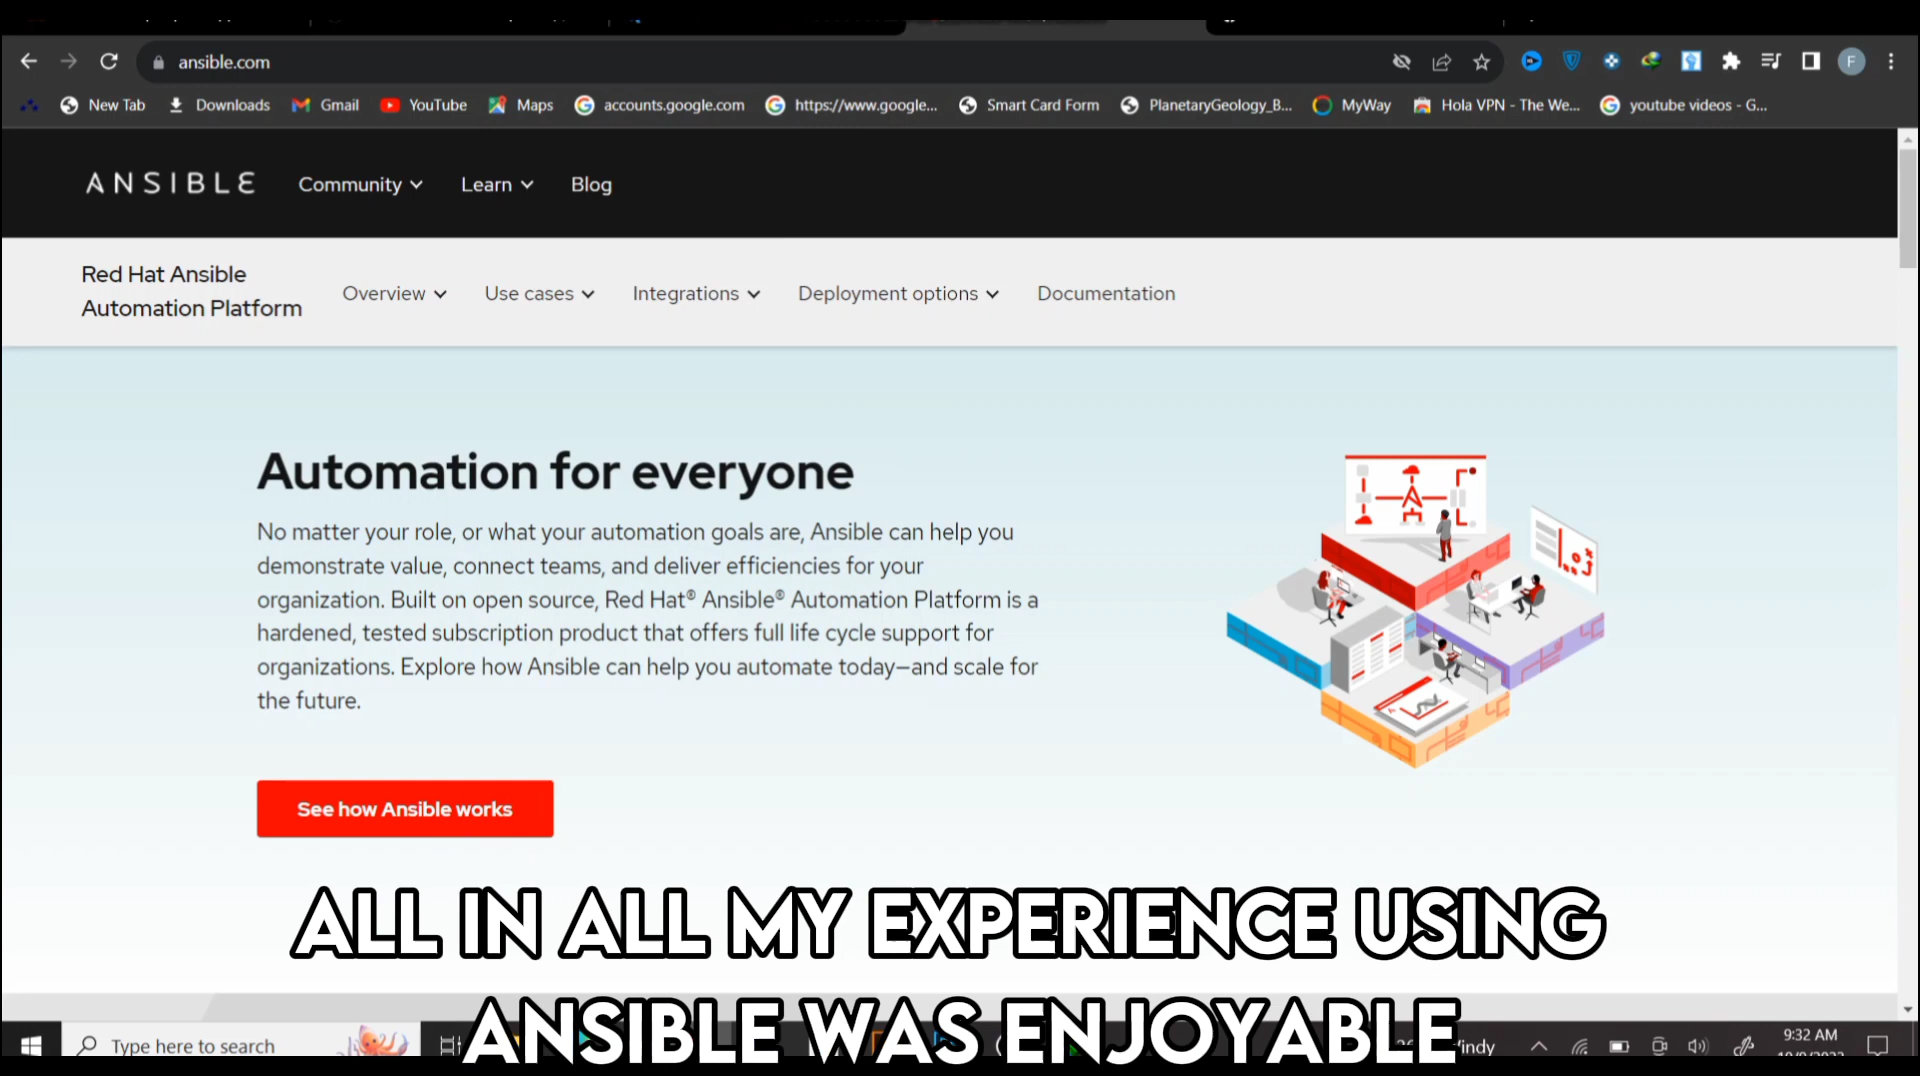 ansible.com
F
New Tab Downloads Gmail YouTube Maps accounts.google.com https://www.google... Smart Card Form PlanetaryGeology_B... MyWay Hola VPN - The We... youtube videos - G...
ANSIBLE Community Learn Blog
Red Hat Ansible
Automation Platform
Overview Use cases Integrations Deployment options Documentation
Automation for everyone
No matter your role, or what your automation goals are, Ansible can help you
demonstrate value, connect teams, and deliver efficiencies for your
organization. Built on open source, Red Hat® Ansible® Automation Platform is a
hardened, tested subscription product that offers full life cycle support for
organizations. Explore how Ansible can help you automate today—and scale for
the future.
See how Ansible works
ALL IN ALL MY EXPERIENCE USING
ANSIBLE WAS ENJOYABLE
Type here to search
9:32 AM